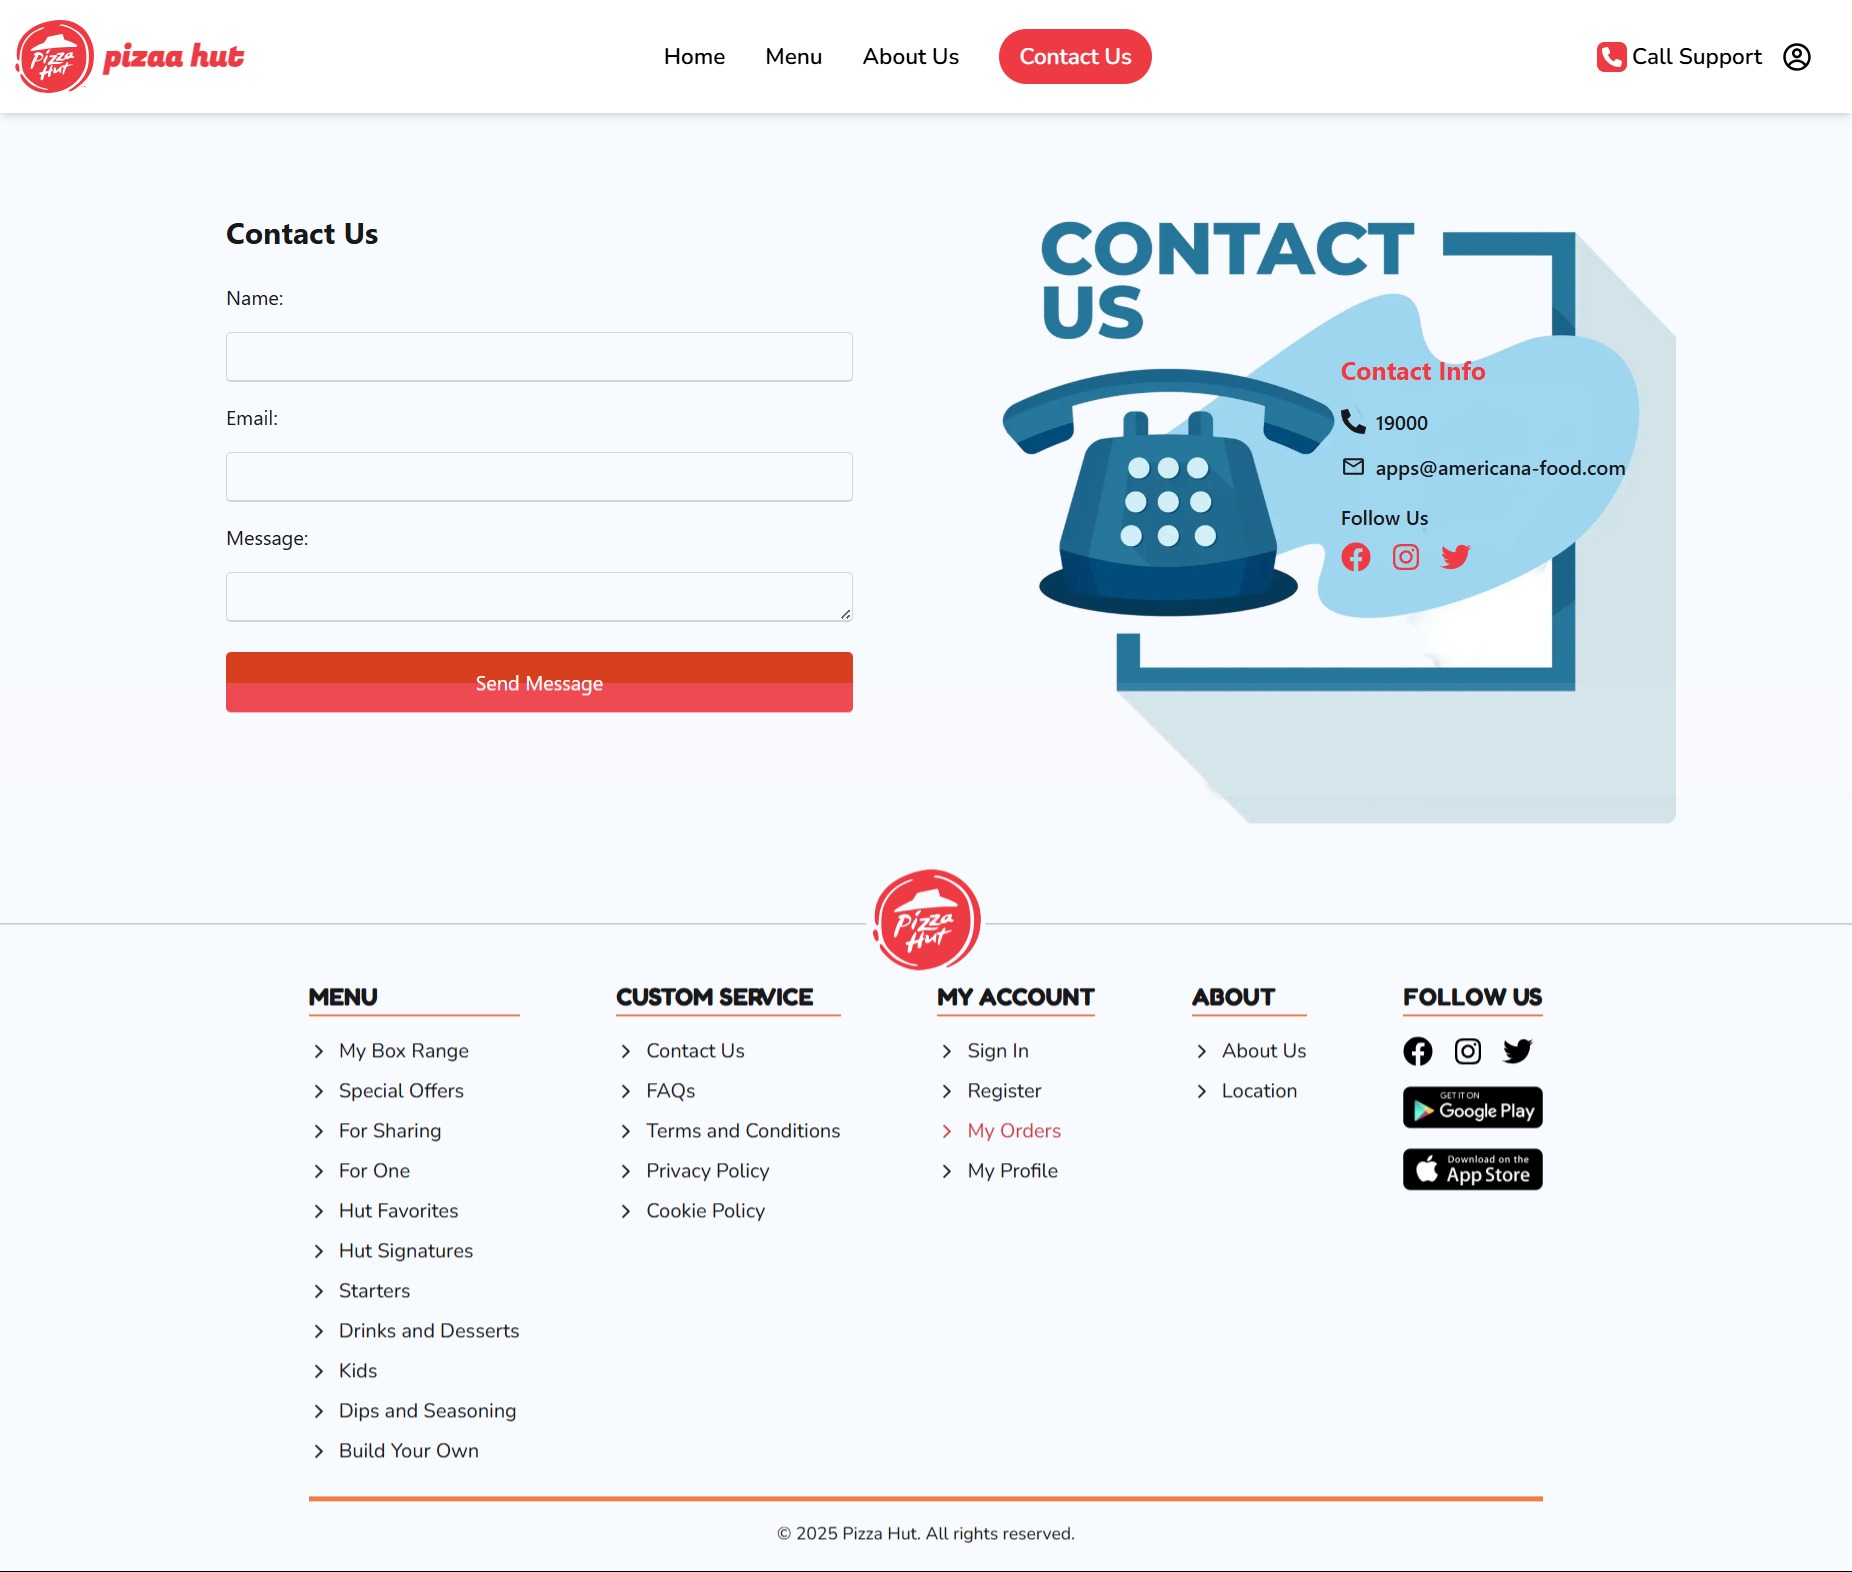 Pizza
Hut
pizaa hut
Home
Menu
About Us
Contact Us
Call Support
Contact Us
Name:
Email:
Message:
Send Message
CONTACT
US
Contact Info
19000
apps@americana-food.com
Follow Us
Pizza
Hut
MENU
My Box Range
Special Offers
For Sharing
For One
Hut Favorites
Hut Signatures
Starters
Drinks and Desserts
Kids
Dips and Seasoning
Build Your Own
CUSTOM SERVICE
Contact Us
FAQs
Terms and Conditions
Privacy Policy
Cookie Policy
MY ACCOUNT
Sign In
Register
My Orders
My Profile
ABOUT
About Us
Location
FOLLOW US
GET IT ON
Google Play
Download on the
App Store
© 2025 Pizza Hut. All rights reserved.